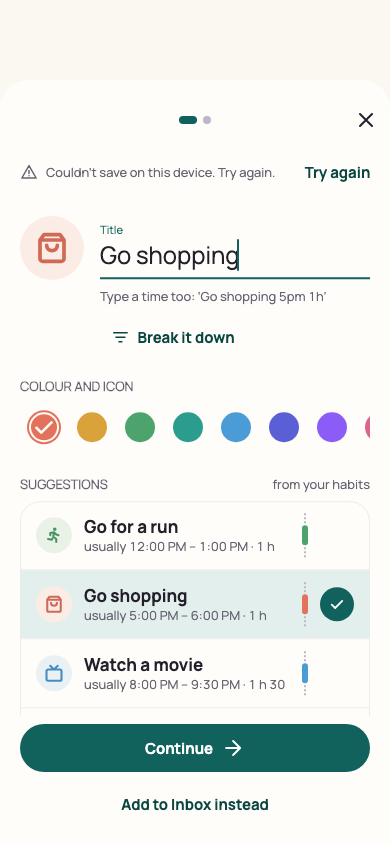 Couldn't save on this device. Try again.
Try again
Title
Go shopping
Type a time too: 'Go shopping 5pm 1h'
Break it down
COLOUR AND ICON
SUGGESTIONS
from your habits
Go for a run
usually 12:00 PM – 1:00 PM · 1 h
Go shopping
usually 5:00 PM – 6:00 PM · 1 h
Watch a movie
usually 8:00 PM – 9:30 PM · 1 h 30
Continue
Add to Inbox instead